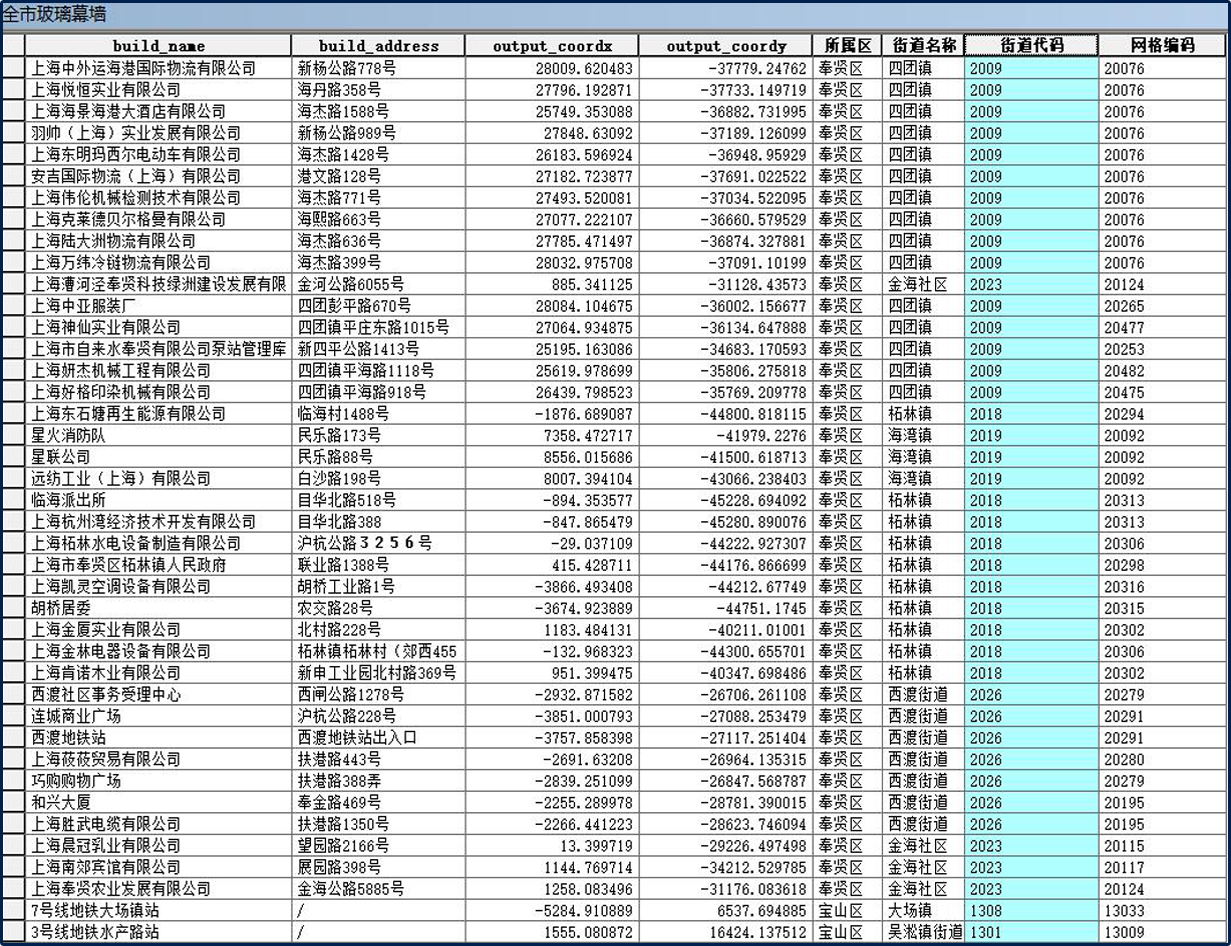 全市玻璃幕墙
build_name build_address output_coordx output_coordy 所属区 街道名称 街道代码 网格编码
上海中外运海港国际物流有限公司 新杨公路778号 28009.620483 -37779.24762 奉贤区 四团镇 2009 20076
上海悦恒实业有限公司 海丹路358号 27796.192871 -37733.149719 奉贤区 四团镇 2009 20076
上海海景海港大酒店有限公司 海杰路1588号 25749.353088 -36882.731995 奉贤区 四团镇 2009 20076
羽帅（上海）实业发展有限公司 新杨公路989号 27848.63092 -37189.126099 奉贤区 四团镇 2009 20076
上海东明玛西尔电动车有限公司 海杰路1428号 26183.596924 -36948.95929 奉贤区 四团镇 2009 20076
安吉国际物流（上海）有限公司 港文路128号 27182.723877 -37691.022522 奉贤区 四团镇 2009 20076
上海伟伦机械检测技术有限公司 海杰路771号 27493.520081 -37034.522095 奉贤区 四团镇 2009 20076
上海克莱德贝尔格曼有限公司 海熙路663号 27077.222107 -36660.579529 奉贤区 四团镇 2009 20076
上海陆大洲物流有限公司 海杰路636号 27785.471497 -36874.327881 奉贤区 四团镇 2009 20076
上海万纬冷链物流有限公司 海杰路399号 28032.975708 -37091.10199 奉贤区 四团镇 2009 20076
上海漕河泾奉贤科技绿洲建设发展有限 金河公路6055号 885.341125 -31128.43573 奉贤区 金海社区 2023 20124
上海中亚服装厂 四团彭平路670号 28084.104675 -36002.156677 奉贤区 四团镇 2009 20265
上海神仙实业有限公司 四团镇平庄东路1015号 27064.934875 -36134.647888 奉贤区 四团镇 2009 20477
上海市自来水奉贤有限公司泵站管理库 新四平公路1413号 25195.163086 -34683.170593 奉贤区 四团镇 2009 20253
上海妍杰机械工程有限公司 四团镇平海路1118号 25619.978699 -35806.275818 奉贤区 四团镇 2009 20482
上海好格印染机械有限公司 四团镇平海路918号 26439.798523 -35769.209778 奉贤区 四团镇 2009 20475
上海东石塘再生能源有限公司 临海村1488号 -1876.689087 -44800.818115 奉贤区 柘林镇 2018 20294
星火消防队 民乐路173号 7358.472717 -41979.2276 奉贤区 海湾镇 2019 20092
星联公司 民乐路88号 8556.015686 -41500.618713 奉贤区 海湾镇 2019 20092
远纺工业（上海）有限公司 白沙路198号 8007.394104 -43066.238403 奉贤区 海湾镇 2019 20092
临海派出所 目华北路518号 -894.353577 -45228.694092 奉贤区 柘林镇 2018 20313
上海杭州湾经济技术开发有限公司 目华北路388 -847.865479 -45280.890076 奉贤区 柘林镇 2018 20313
上海柘林水电设备制造有限公司 沪杭公路３２５６号 -29.037109 -44222.927307 奉贤区 柘林镇 2018 20306
上海市奉贤区柘林镇人民政府 联业路1388号 415.428711 -44176.866699 奉贤区 柘林镇 2018 20298
上海凯灵空调设备有限公司 胡桥工业路1号 -3866.493408 -44212.67749 奉贤区 柘林镇 2018 20316
胡桥居委 农交路28号 -3674.923889 -44751.1745 奉贤区 柘林镇 2018 20315
上海金厦实业有限公司 北村路228号 1183.484131 -40211.01001 奉贤区 柘林镇 2018 20302
上海金林电器设备有限公司 柘林镇柘林村（郊西455 -132.968323 -44300.655701 奉贤区 柘林镇 2018 20306
上海肯诺木业有限公司 新申工业园北村路369号 951.399475 -40347.698486 奉贤区 柘林镇 2018 20302
西渡社区事务受理中心 西闸公路1278号 -2932.871582 -26706.261108 奉贤区 西渡街道 2026 20279
连城商业广场 沪杭公路228号 -3851.000793 -27088.253479 奉贤区 西渡街道 2026 20291
西渡地铁站 西渡地铁站出入口 -3757.858398 -27117.251404 奉贤区 西渡街道 2026 20291
上海莜莜贸易有限公司 扶港路443号 -2691.63208 -26964.135315 奉贤区 西渡街道 2026 20280
巧购购物广场 扶港路388弄 -2839.251099 -26847.568787 奉贤区 西渡街道 2026 20279
和兴大厦 奉金路469号 -2255.289978 -28781.390015 奉贤区 西渡街道 2026 20195
上海胜武电缆有限公司 扶港路1350号 -2266.441223 -28623.746094 奉贤区 西渡街道 2026 20195
上海晨冠乳业有限公司 望园路2166号 13.399719 -29226.497498 奉贤区 金海社区 2023 20115
上海南郊宾馆有限公司 展园路398号 1144.769714 -34212.529785 奉贤区 金海社区 2023 20117
上海奉贤农业发展有限公司 金海公路5885号 1258.083496 -31176.083618 奉贤区 金海社区 2023 20124
7号线地铁大场镇站 / -5284.910889 6537.694885 宝山区 大场镇 1308 13033
3号线地铁水产路站 / 1555.080872 16424.137512 宝山区 吴淞镇街道 1301 13009